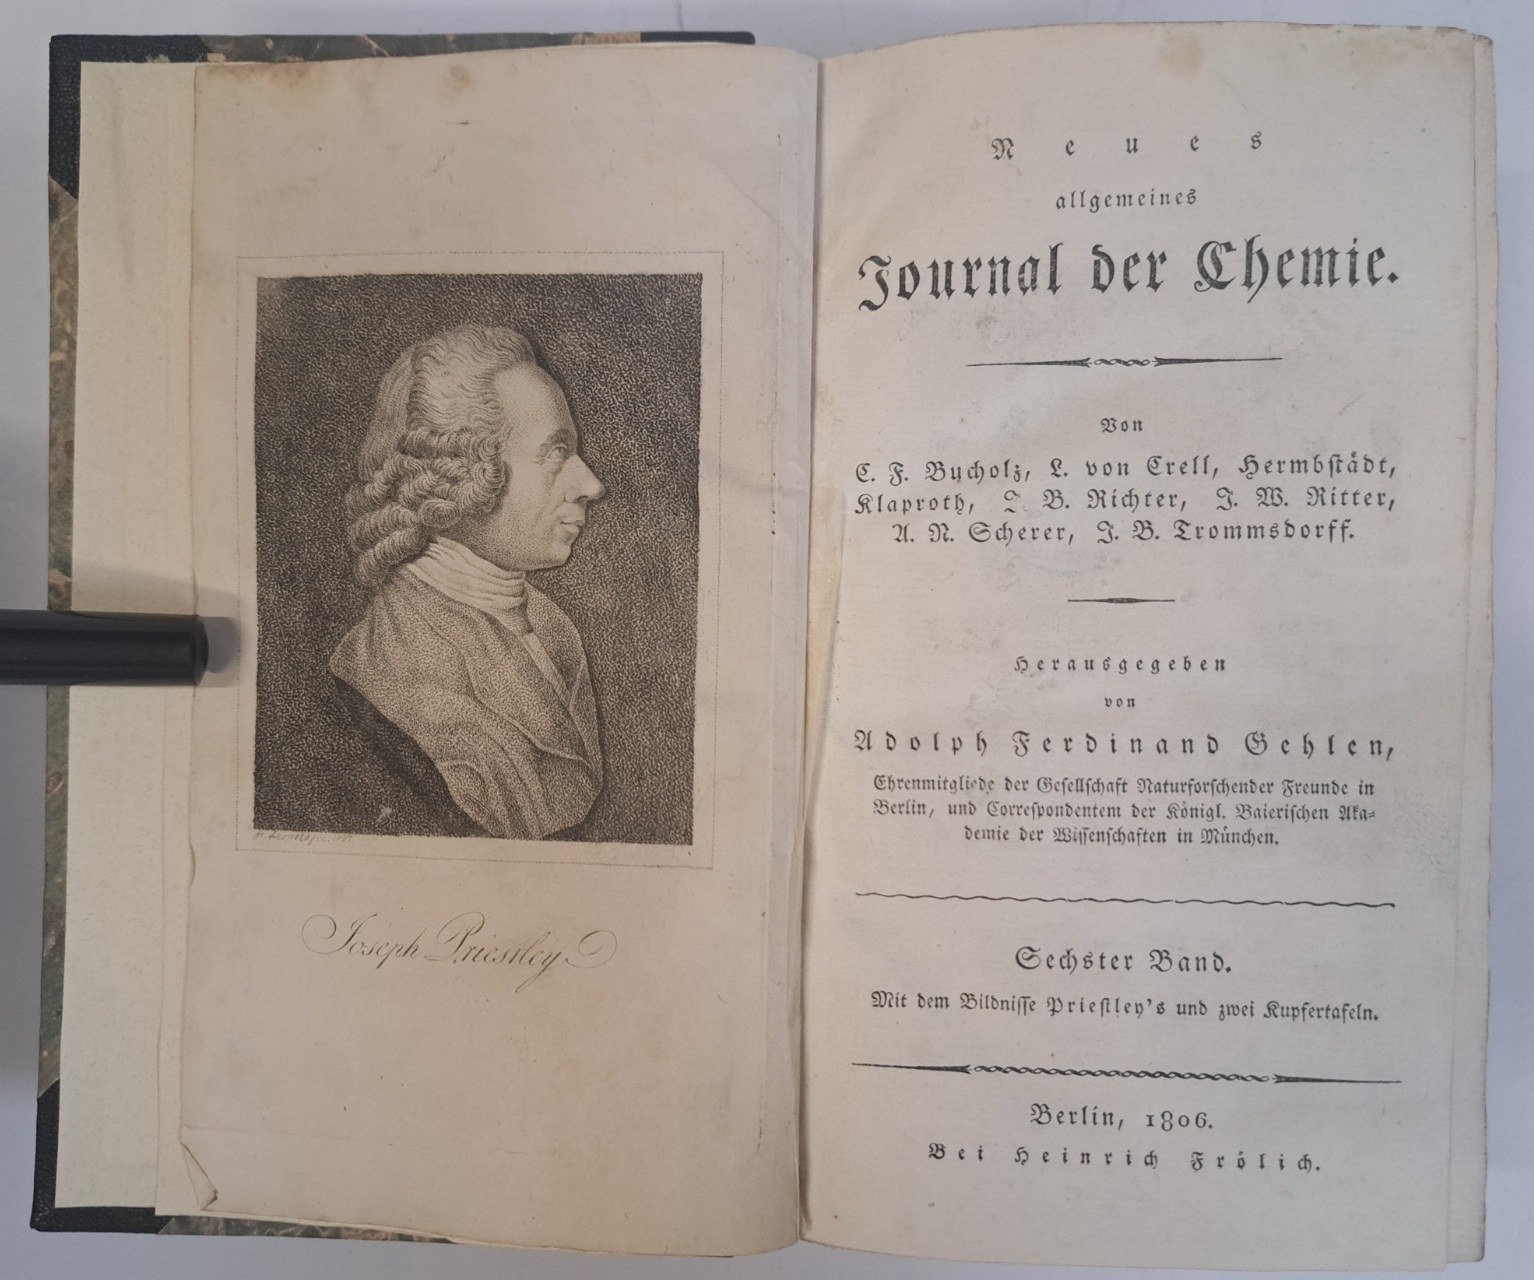 Joseph Priestley
Neues
allgemeines
Journal der Chemie.
Von
C. F. Bucholz, L. von Crell, Hermbstädt,
Klaproth, J. B. Richter, J. W. Ritter,
A. N. Scherer, J. B. Trommsdorff.
Herausgegeben
von
Adolph Ferdinand Gehlen,
Ehrenmitgliede der Gesellschaft Naturforschender Freunde in
Berlin, und Correspondentem der Königl. Baierischen Aka-
demie der Wissenschaften in München.
Sechster Band.
Mit dem Bildnisse Priestley's und zwei Kupfertafeln.
Berlin, 1806.
Bei Heinrich Frölich.